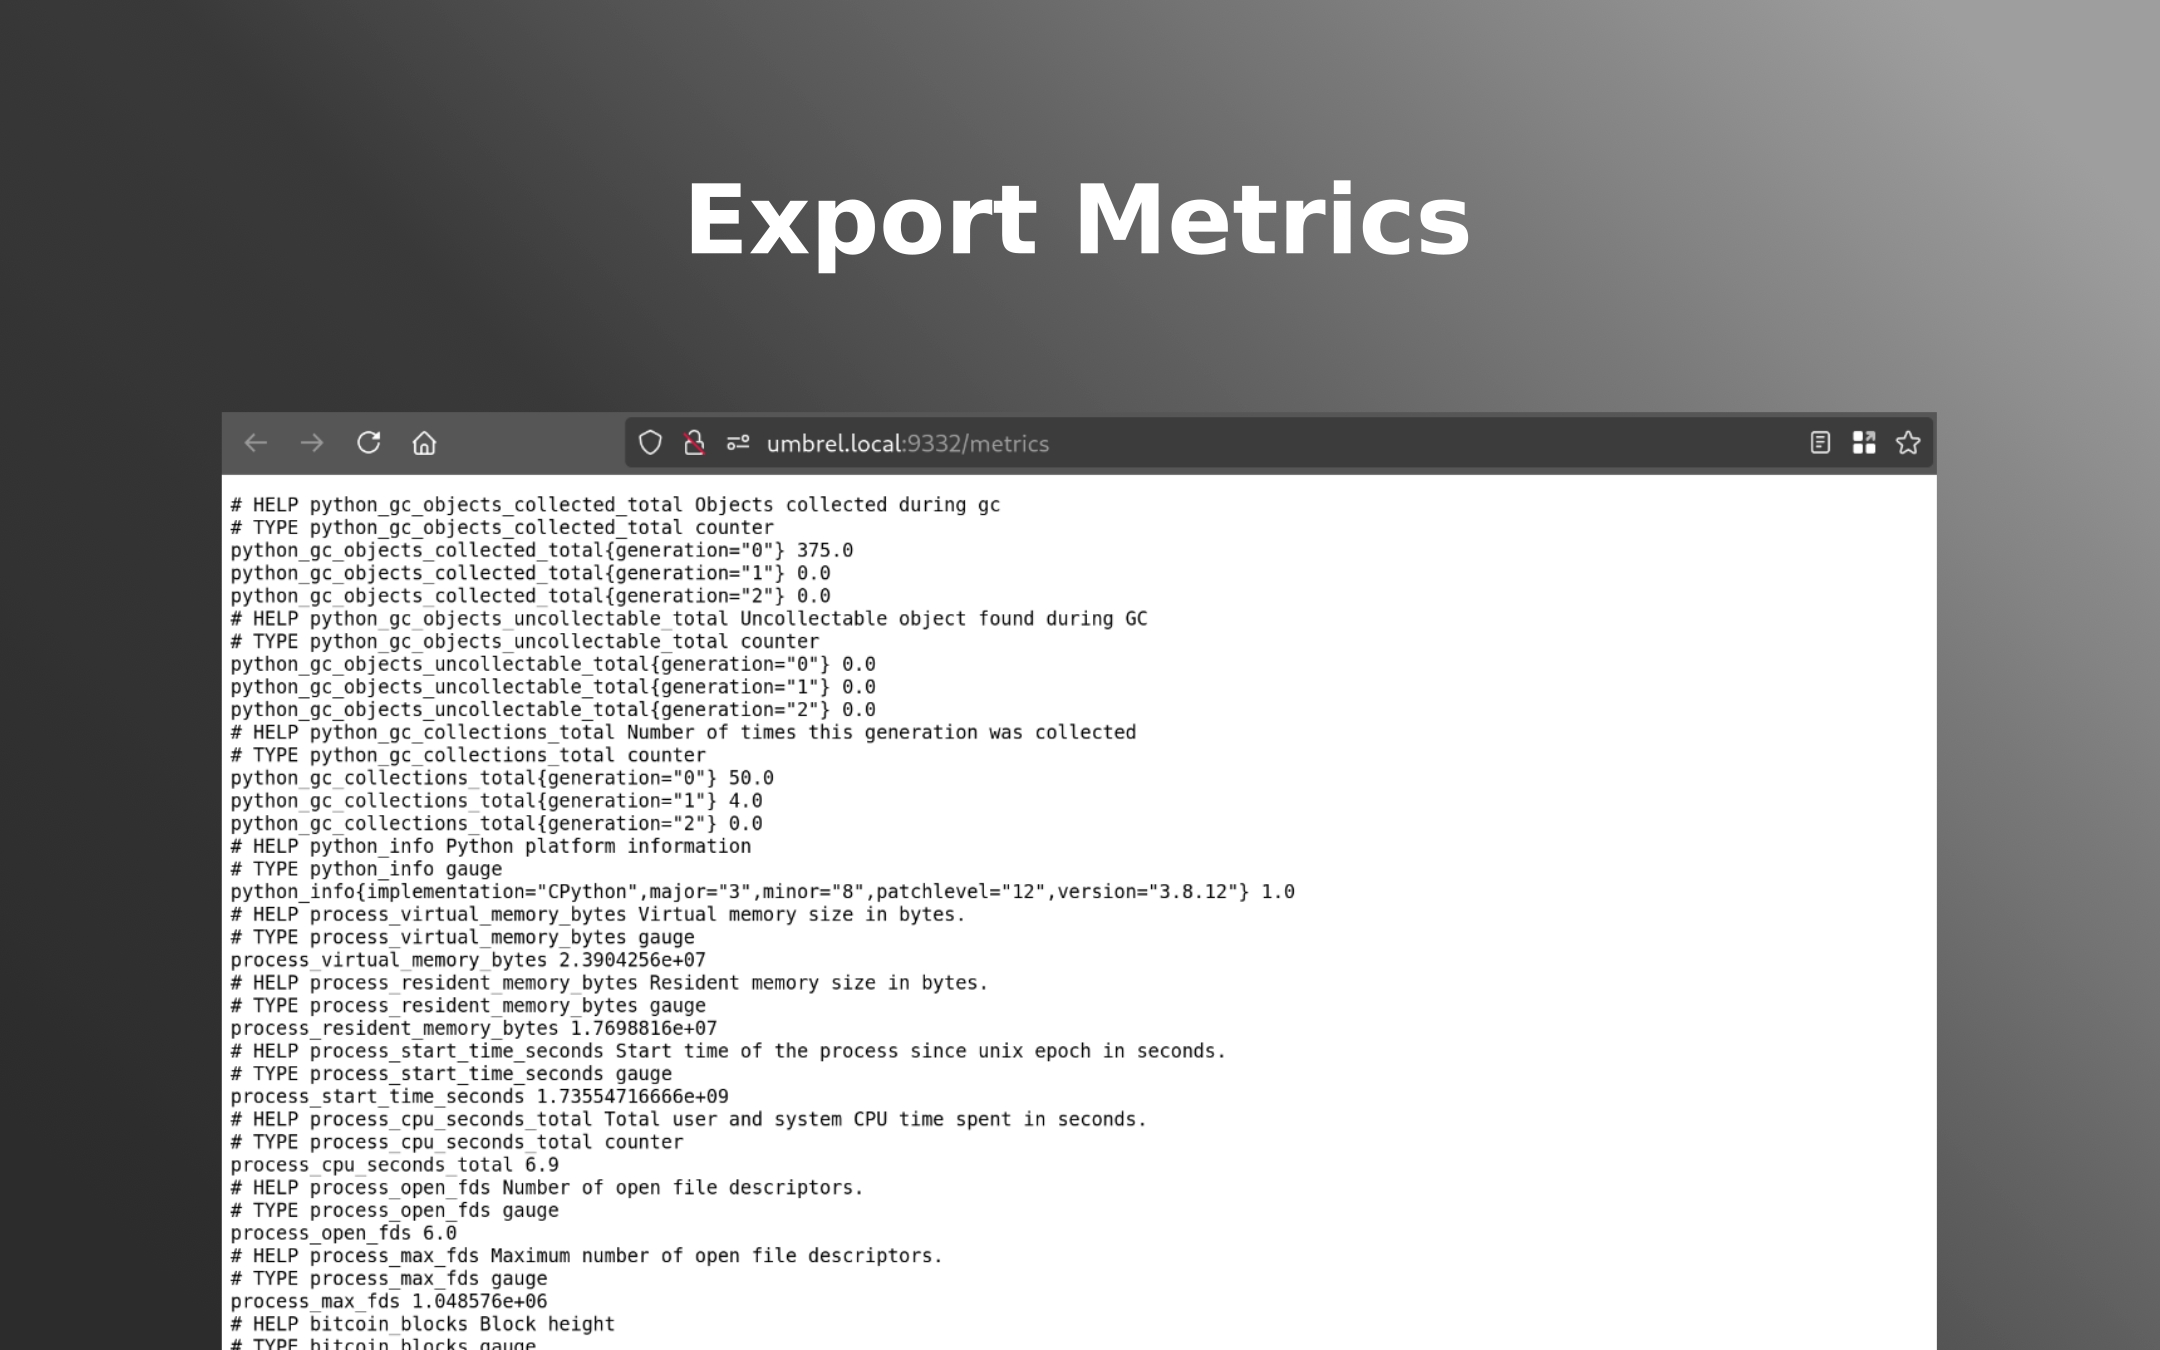 Export Metrics
umbrel.local:9332/metrics
# HELP python_gc_objects_collected_total Objects collected during gc
# TYPE python_gc_objects_collected_total counter
python_gc_objects_collected_total{generation="0"} 375.0
python_gc_objects_collected_total{generation="1"} 0.0
python_gc_objects_collected_total{generation="2"} 0.0
# HELP python_gc_objects_uncollectable_total Uncollectable object found during GC
# TYPE python_gc_objects_uncollectable_total counter
python_gc_objects_uncollectable_total{generation="0"} 0.0
python_gc_objects_uncollectable_total{generation="1"} 0.0
python_gc_objects_uncollectable_total{generation="2"} 0.0
# HELP python_gc_collections_total Number of times this generation was collected
# TYPE python_gc_collections_total counter
python_gc_collections_total{generation="0"} 50.0
python_gc_collections_total{generation="1"} 4.0
python_gc_collections_total{generation="2"} 0.0
# HELP python_info Python platform information
# TYPE python_info gauge
python_info{implementation="CPython",major="3",minor="8",patchlevel="12",version="3.8.12"} 1.0
# HELP process_virtual_memory_bytes Virtual memory size in bytes.
# TYPE process_virtual_memory_bytes gauge
process_virtual_memory_bytes 2.3904256e+07
# HELP process_resident_memory_bytes Resident memory size in bytes.
# TYPE process_resident_memory_bytes gauge
process_resident_memory_bytes 1.7698816e+07
# HELP process_start_time_seconds Start time of the process since unix epoch in seconds.
# TYPE process_start_time_seconds gauge
process_start_time_seconds 1.73554716666e+09
# HELP process_cpu_seconds_total Total user and system CPU time spent in seconds.
# TYPE process_cpu_seconds_total counter
process_cpu_seconds_total 6.9
# HELP process_open_fds Number of open file descriptors.
# TYPE process_open_fds gauge
process_open_fds 6.0
# HELP process_max_fds Maximum number of open file descriptors.
# TYPE process_max_fds gauge
process_max_fds 1.048576e+06
# HELP bitcoin_blocks Block height
# TYPE bitcoin_blocks gauge